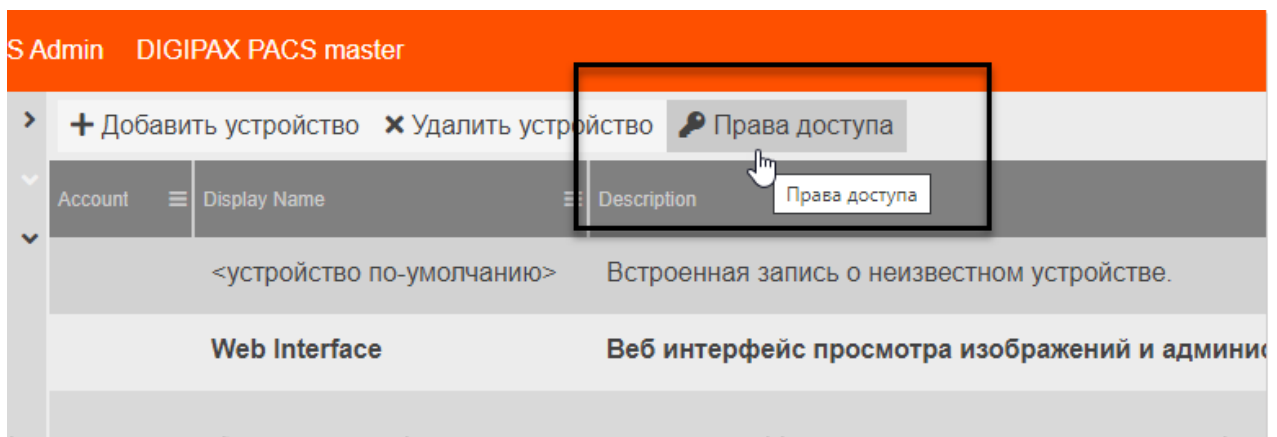 S Admin DIGIPAX PACS master
Добавить устройство Удалить устройство Права доступа
Account Display Name Description
Права доступа
<устройство по-умолчанию> Встроенная запись о неизвестном устройстве.
Web Interface Веб интерфейс просмотра изображений и админи